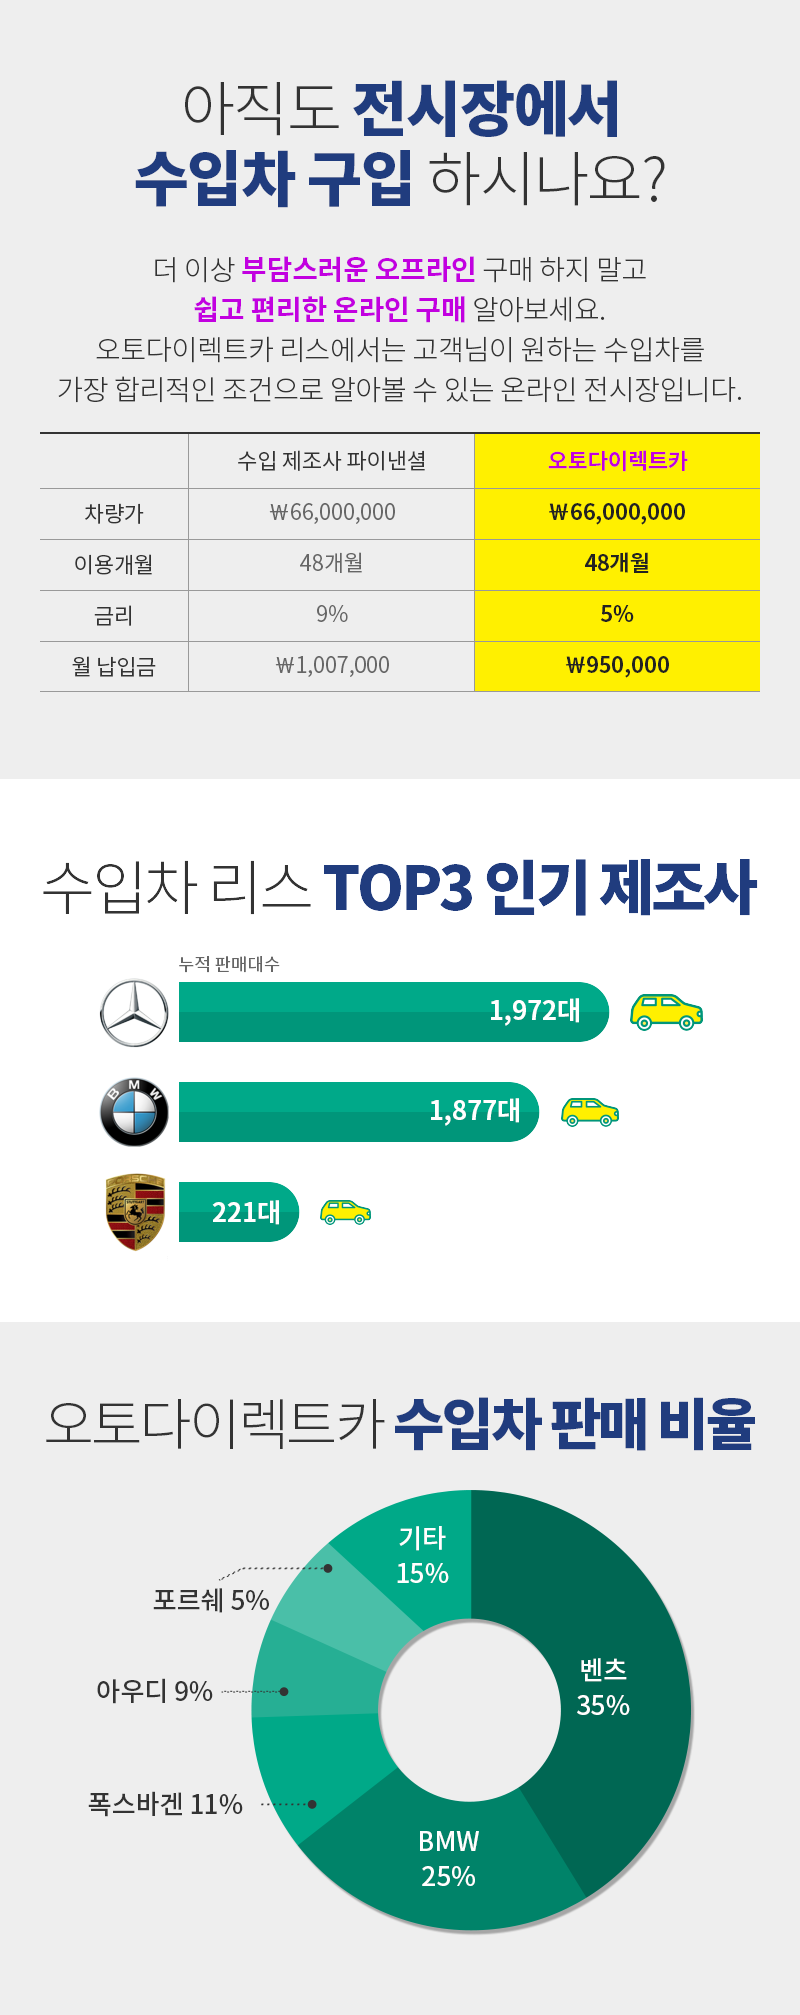 아직도 전시장에서
수입차 구입 하시나요?
더 이상 부담스러운 오프라인 구매 하지 말고
쉽고 편리한 온라인 구매 알아보세요.
오토다이렉트카 리스에서는 고객님이 원하는 수입차를
가장 합리적인 조건으로 알아볼 수 있는 온라인 전시장입니다.
수입 제조사 파이낸셜 오토다이렉트카
차량가 ₩66,000,000 ₩66,000,000
이용개월 48개월 48개월
금리 9% 5%
월 납입금 ₩1,007,000 ₩950,000
수입차 리스 TOP3 인기 제조사
누적 판매대수
1,972대
BMW
1,877대
PORSCHE
221대
오토다이렉트카 수입차 판매 비율
기타
15%
포르쉐 5%
벤츠
35%
아우디 9%
폭스바겐 11%
BMW
25%